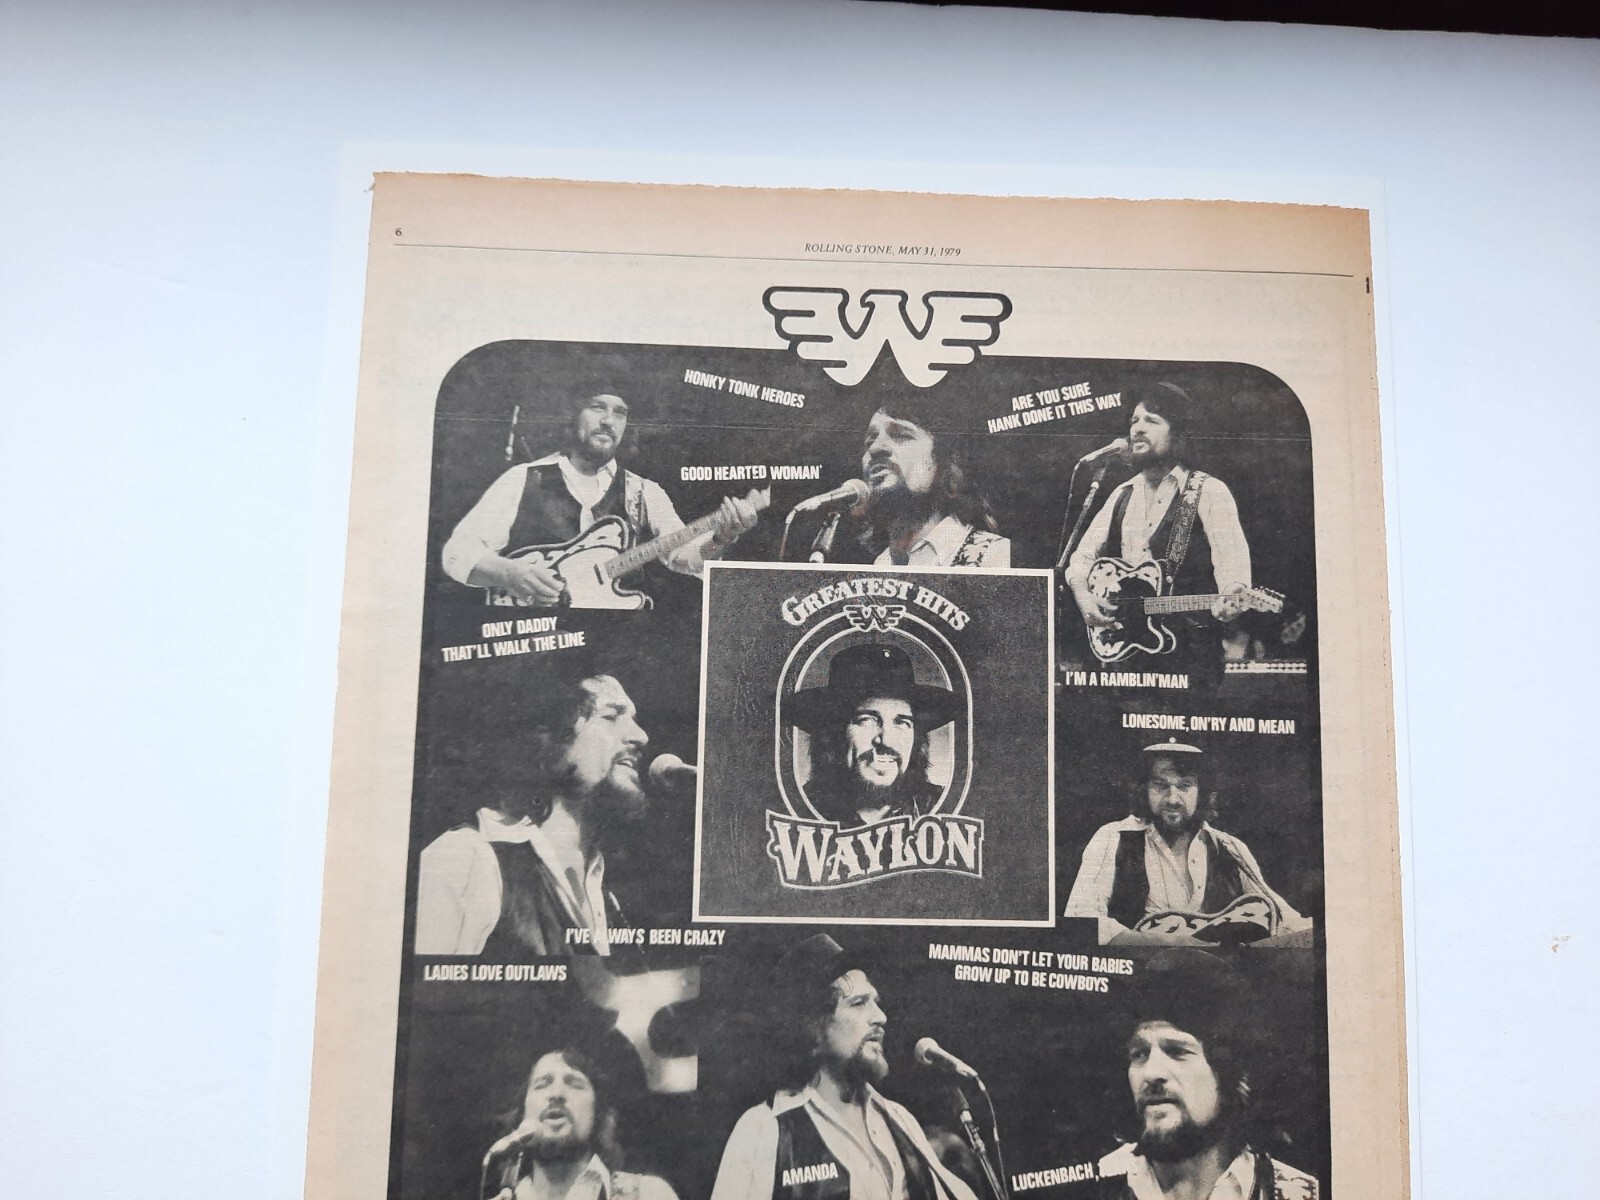 6
ROLLING STONE, MAY 31, 1979
W
HONKY TONK HEROES
ARE YOU SURE
HANK DONE IT THIS WAY
GOOD HEARTED WOMAN*
GREATEST HITS
W
WAYLON
ONLY DADDY
THAT'LL WALK THE LINE
I'M A RAMBLIN' MAN
LONESOME, ON'RY AND MEAN
I'VE ALWAYS BEEN CRAZY
LADIES LOVE OUTLAWS
MAMMAS DON'T LET YOUR BABIES
GROW UP TO BE COWBOYS
AMANDA
LUCKENBACH,